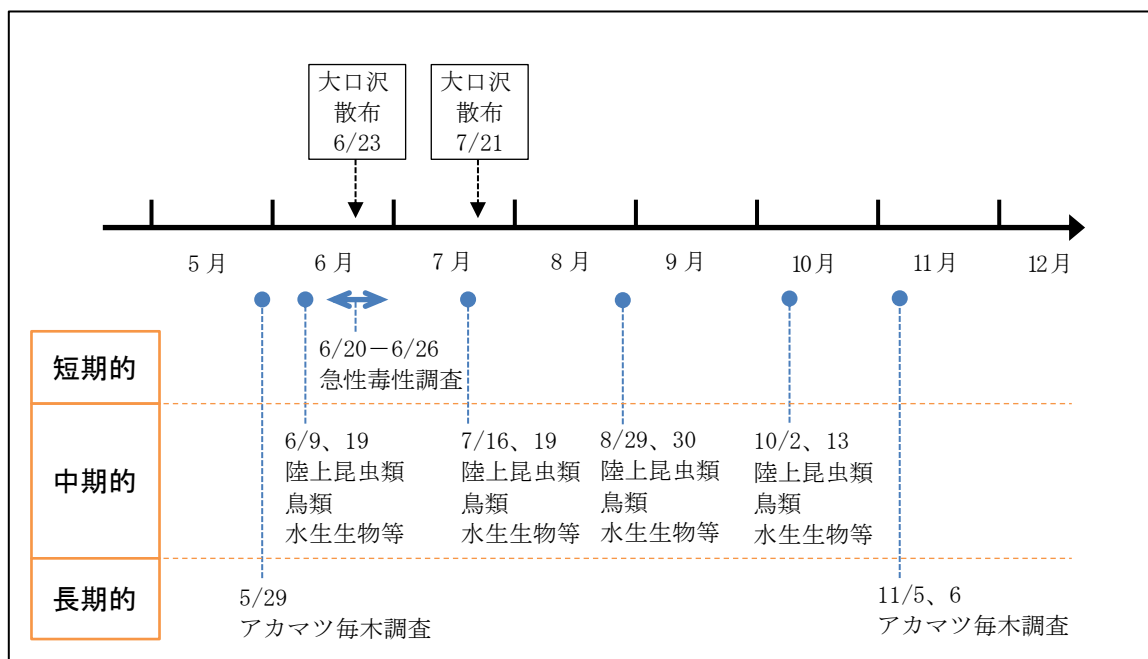 大口沢
散布
6/23
大口沢
散布
7/21
5月
6月
7月
8月
9月
10月
11月
12月
短期的
6/20－6/26
急性毒性調査
中期的
6/9、19
陸上昆虫類
鳥類
水生生物等
7/16、19
陸上昆虫類
鳥類
水生生物等
8/29、30
陸上昆虫類
鳥類
水生生物等
10/2、13
陸上昆虫類
鳥類
水生生物等
長期的
5/29
アカマツ毎木調査
11/5、6
アカマツ毎木調査